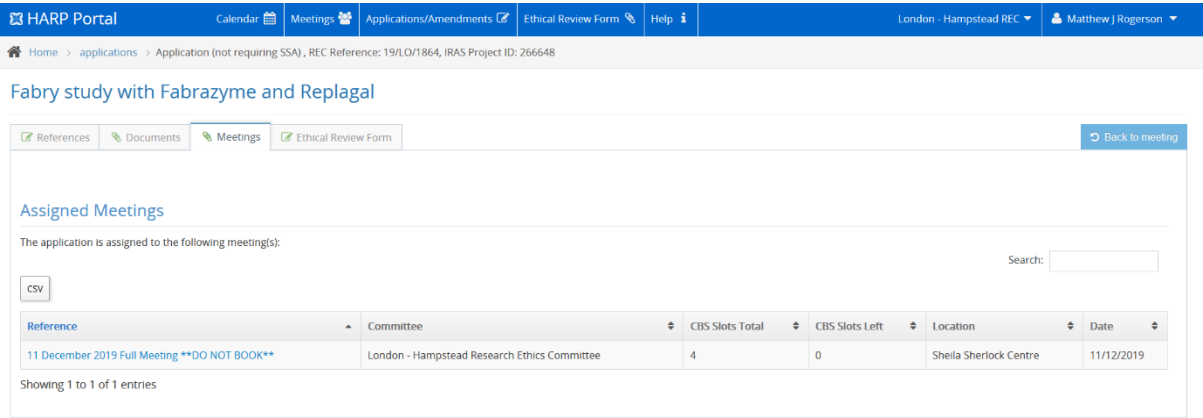 HARP Portal Calendar Meetings Applications/Amendments Ethical Review Form Help i London - Hampstead REC Matthew J Rogerson
Home > applications > Application (not requiring SSA) , REC Reference: 19/LO/1864, IRAS Project ID: 266648
Fabry study with Fabrazyme and Replagal
References Documents Meetings Ethical Review Form Back to meeting
Assigned Meetings
The application is assigned to the following meeting(s):
Search:
CSV
Reference Committee CBS Slots Total CBS Slots Left Location Date
11 December 2019 Full Meeting **DO NOT BOOK** London - Hampstead Research Ethics Committee 4 0 Sheila Sherlock Centre 11/12/2019
Showing 1 to 1 of 1 entries